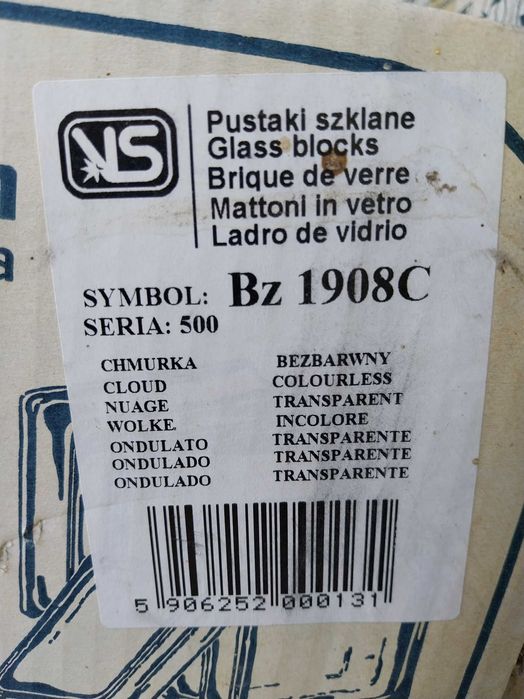 VS
Pustaki szklane
Glass blocks
Brique de verre
Mattoni in vetro
Ladro de vidrio
SYMBOL: Bz 1908C
SERIA: 500
CHMURKA BEZBARWNY
CLOUD COLOURLESS
NUAGE TRANSPARENT
WOLKE. INCOLORE
ONDULATO TRANSPARENTE
ONDULADO TRANSPARENTE
ONDULADO TRANSPARENTE
5 906252 000131